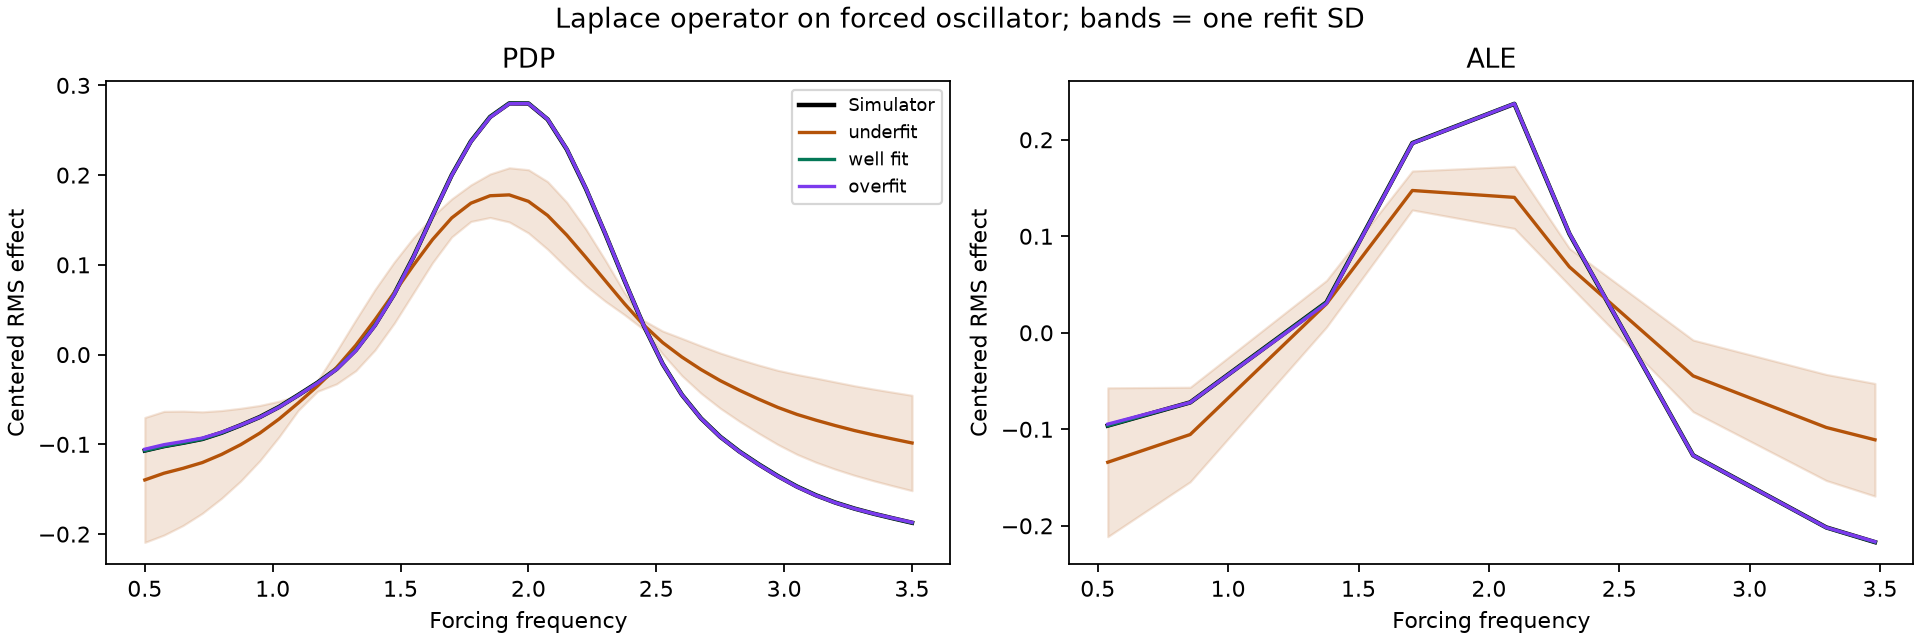 Laplace operator on forced oscillator; bands = one refit SD
PDP
0.3
0.2
0.1
0.0
−0.1
−0.2
Centered RMS effect
Simulator
underfit
well fit
overfit
0.5 1.0 1.5 2.0 2.5 3.0 3.5
Forcing frequency
ALE
0.2
0.1
0.0
−0.1
−0.2
Centered RMS effect
0.5 1.0 1.5 2.0 2.5 3.0 3.5
Forcing frequency